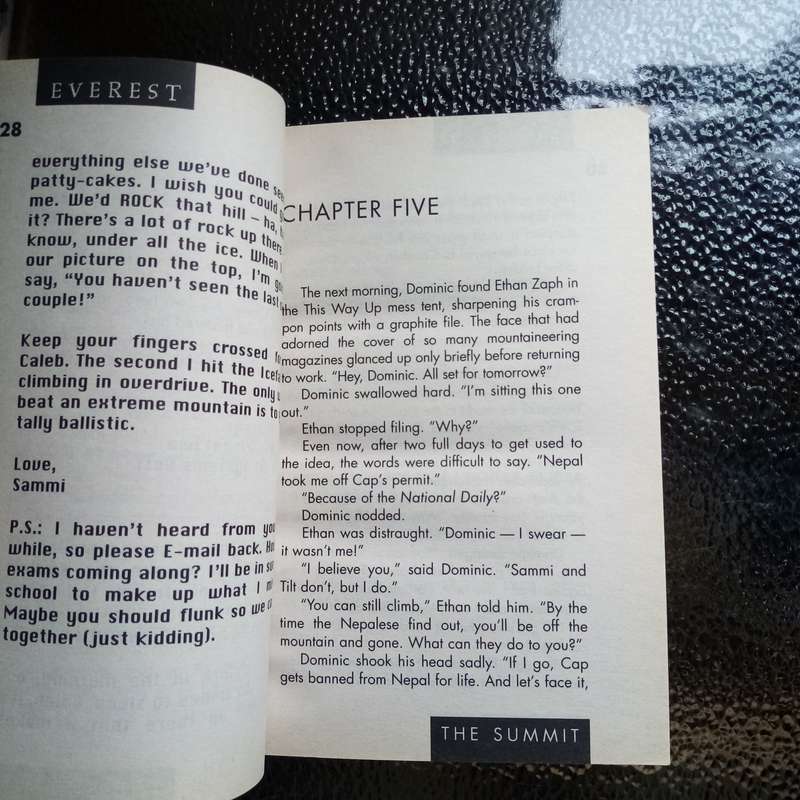 EVEREST
28
everything else we've done
patty-cakes. I wish you could
me. We'd ROCK that hill – ha,
it? There's a lot of rock up there
know, under all the ice. When
our picture on the top, I'm
say, "You haven't seen the last
couple!"
Keep your fingers crossed
Caleb. The second I hit the
climbing in overdrive. The only
beat an extreme mountain is to
tally ballistic.
Love,
Sammi
P.S.: I haven't heard from
while, so please E-mail back.
exams coming along? I'll be in
school to make up what I
Maybe you should flunk so we
together (just kidding).
CHAPTER FIVE
The next morning, Dominic found Ethan Zaph in
the This Way Up mess tent, sharpening his cram-
pon points with a graphite file. The face that had
adorned the cover of so many mountaineering
magazines glanced up only briefly before returning
to work. "Hey, Dominic. All set for tomorrow?"
Dominic swallowed hard. "I'm sitting this one
out."
Ethan stopped filing. "Why?"
Even now, after two full days to get used to
the idea, the words were difficult to say. "Nepal
took me off Cap's permit."
"Because of the National Daily?"
Dominic nodded.
Ethan was distraught. "Dominic — I swear —
it wasn't me!"
"I believe you," said Dominic. "Sammi and
Tilt don't, but I do."
"You can still climb," Ethan told him. "By the
time the Nepalese find out, you'll be off the
mountain and gone. What can they do to you?"
Dominic shook his head sadly. "If I go, Cap
gets banned from Nepal for life. And let's face it,
THE SUMMIT